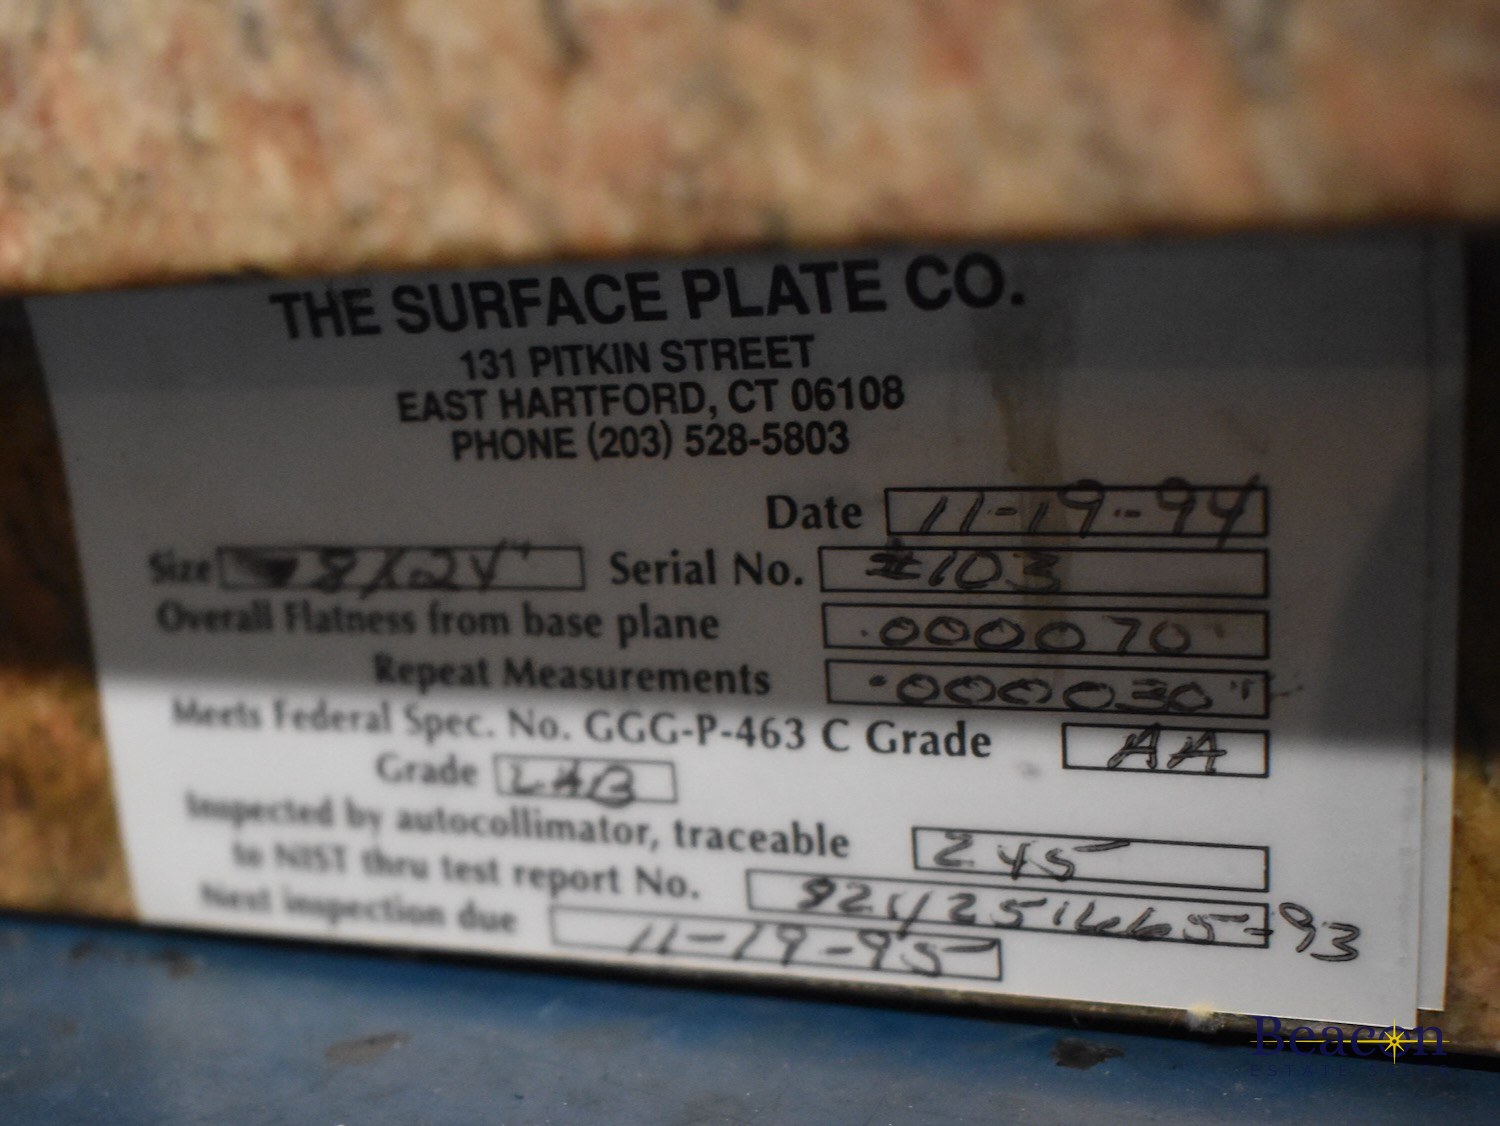 THE SURFACE PLATE CO.
131 PITKIN STREET
EAST HARTFORD, CT 06108
PHONE (203) 528-5803
Date 11-19-94
Size 8X24" Serial No. #103
Overall Flatness from base plane .000070"
Repeat Measurements .000030"
Meets Federal Spec. No. GGG-P-463 C Grade AA
Grade LAB
Inspected by autocollimator, traceable 245
to NIST thru test report No. 821/251665-93
Next inspection due 11-19-95
Beacon